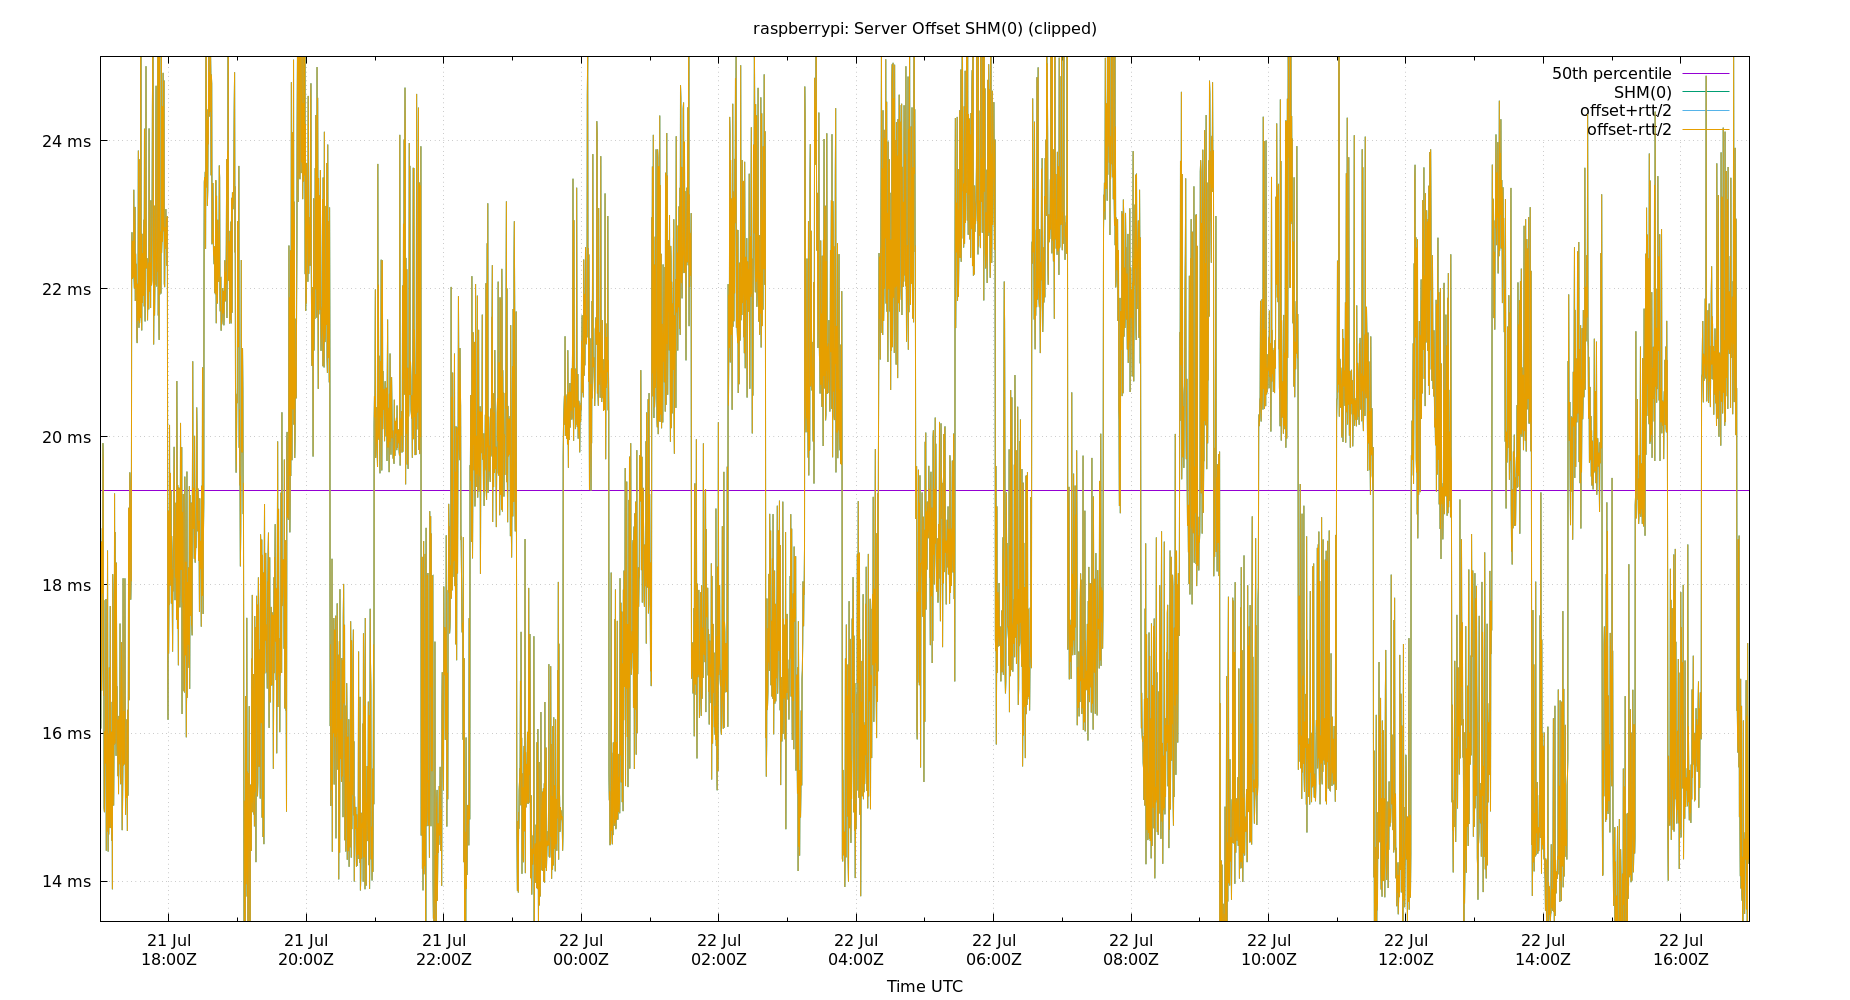 raspberrypi: Server Offset SHM(0) (clipped)
50th percentile
SHM(0)
offset+rtt/2
offset-rtt/2
24 ms
22 ms
20 ms
18 ms
16 ms
14 ms
21 Jul 21 Jul 21 Jul 22 Jul 22 Jul 22 Jul 22 Jul 22 Jul 22 Jul 22 Jul 22 Jul 22 Jul
18:00Z 20:00Z 22:00Z 00:00Z 02:00Z 04:00Z 06:00Z 08:00Z 10:00Z 12:00Z 14:00Z 16:00Z
Time UTC